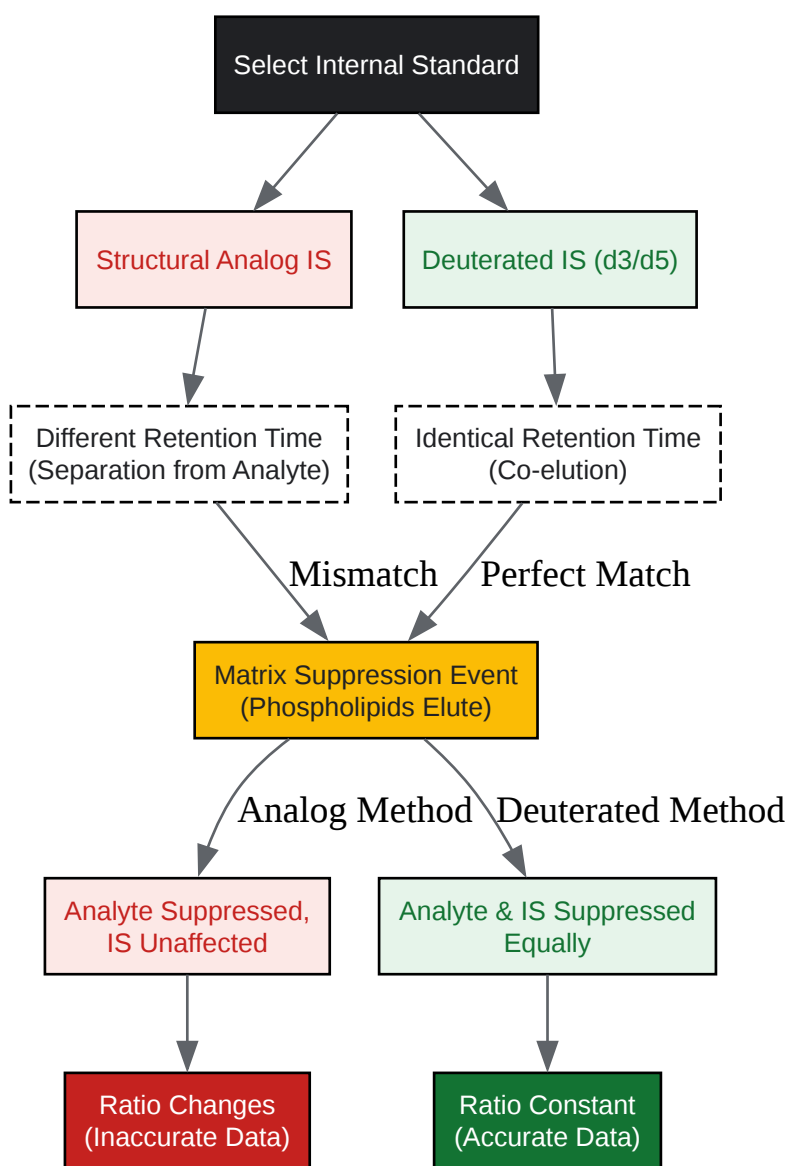 Select Internal Standard
Structural Analog IS
Deuterated IS (d3/d5)
Different Retention Time
(Separation from Analyte)
Identical Retention Time
(Co-elution)
Mismatch
Perfect Match
Matrix Suppression Event
(Phospholipids Elute)
Analog Method
Deuterated Method
Analyte Suppressed,
IS Unaffected
Analyte & IS Suppressed
Equally
Ratio Changes
(Inaccurate Data)
Ratio Constant
(Accurate Data)